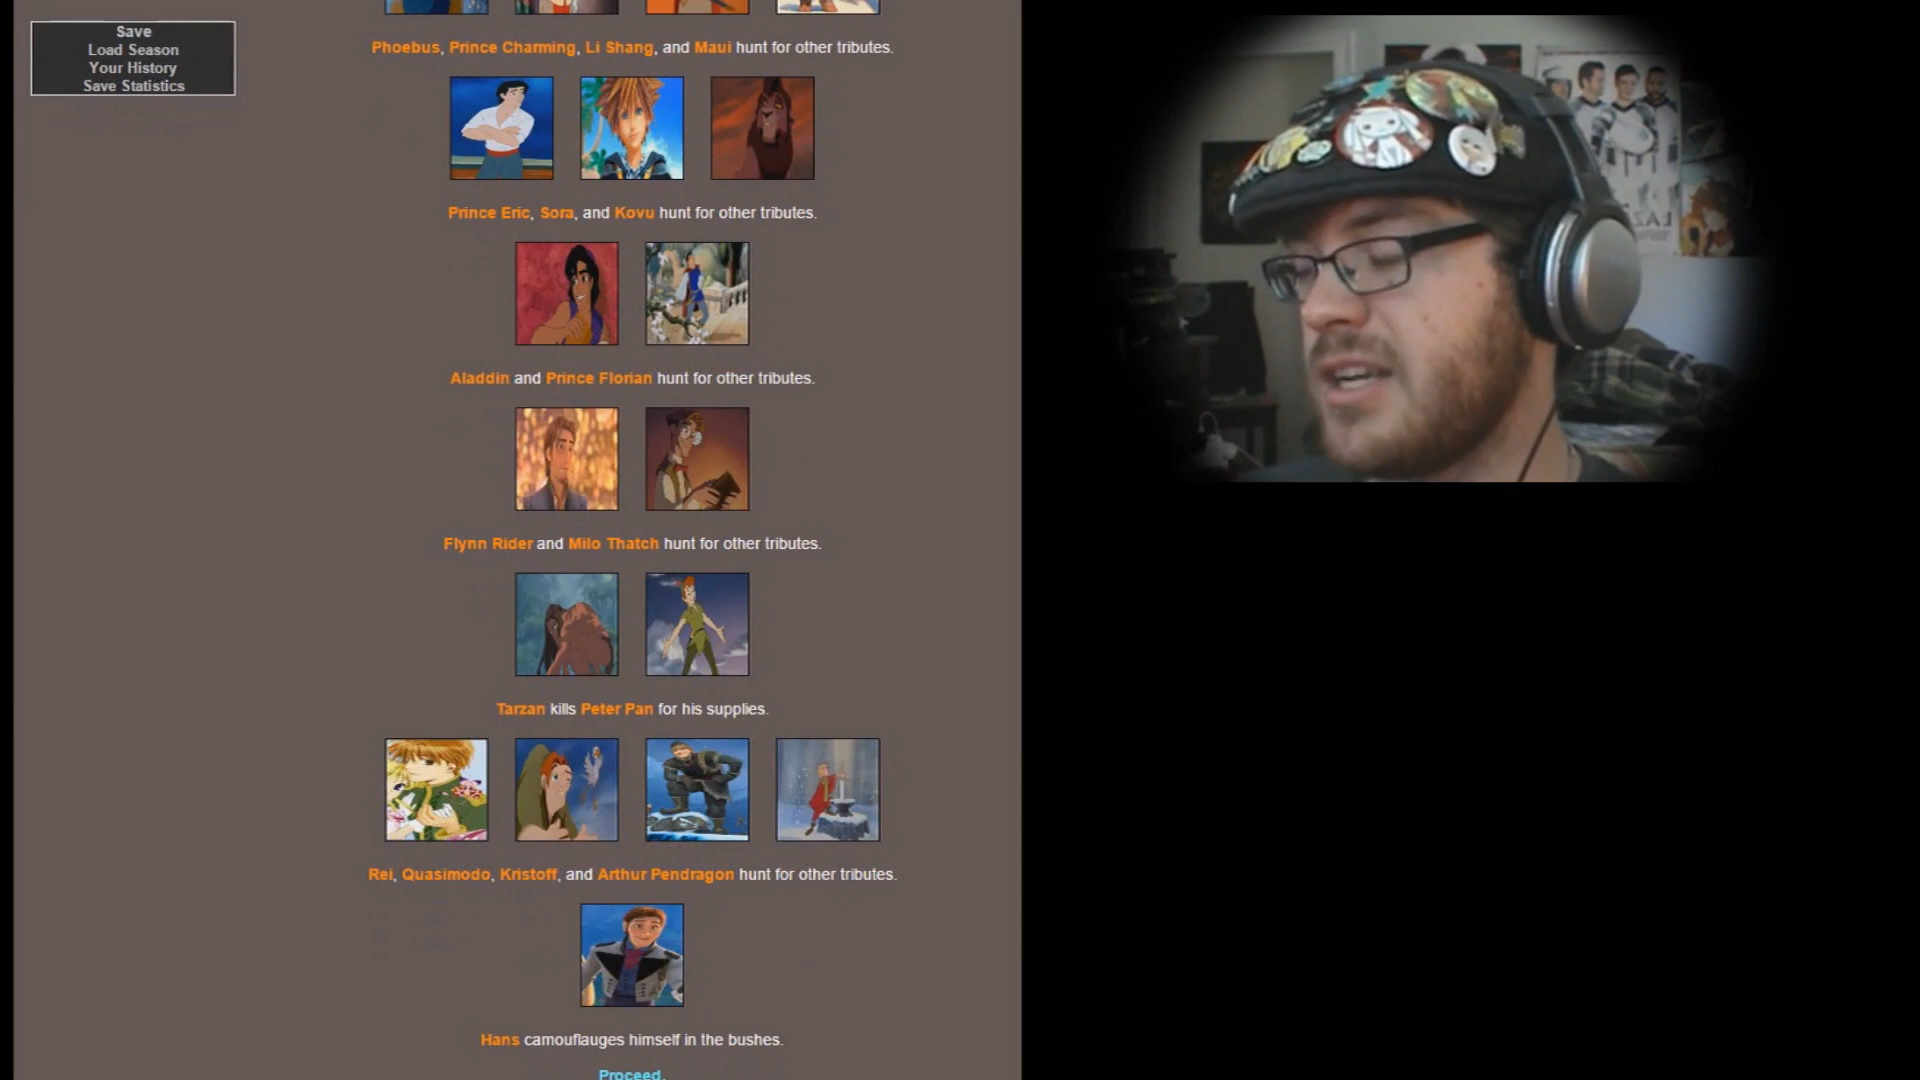 Save
Load Season
Your History
Save Statistics
Phoebus, Prince Charming, Li Shang, and Maui hunt for other tributes.
Prince Eric, Sora, and Kovu hunt for other tributes.
Aladdin and Prince Florian hunt for other tributes.
Flynn Rider and Milo Thatch hunt for other tributes.
Tarzan kills Peter Pan for his supplies.
Rei, Quasimodo, Kristoff, and Arthur Pendragon hunt for other tributes.
Hans camouflauges himself in the bushes.
Proceed.